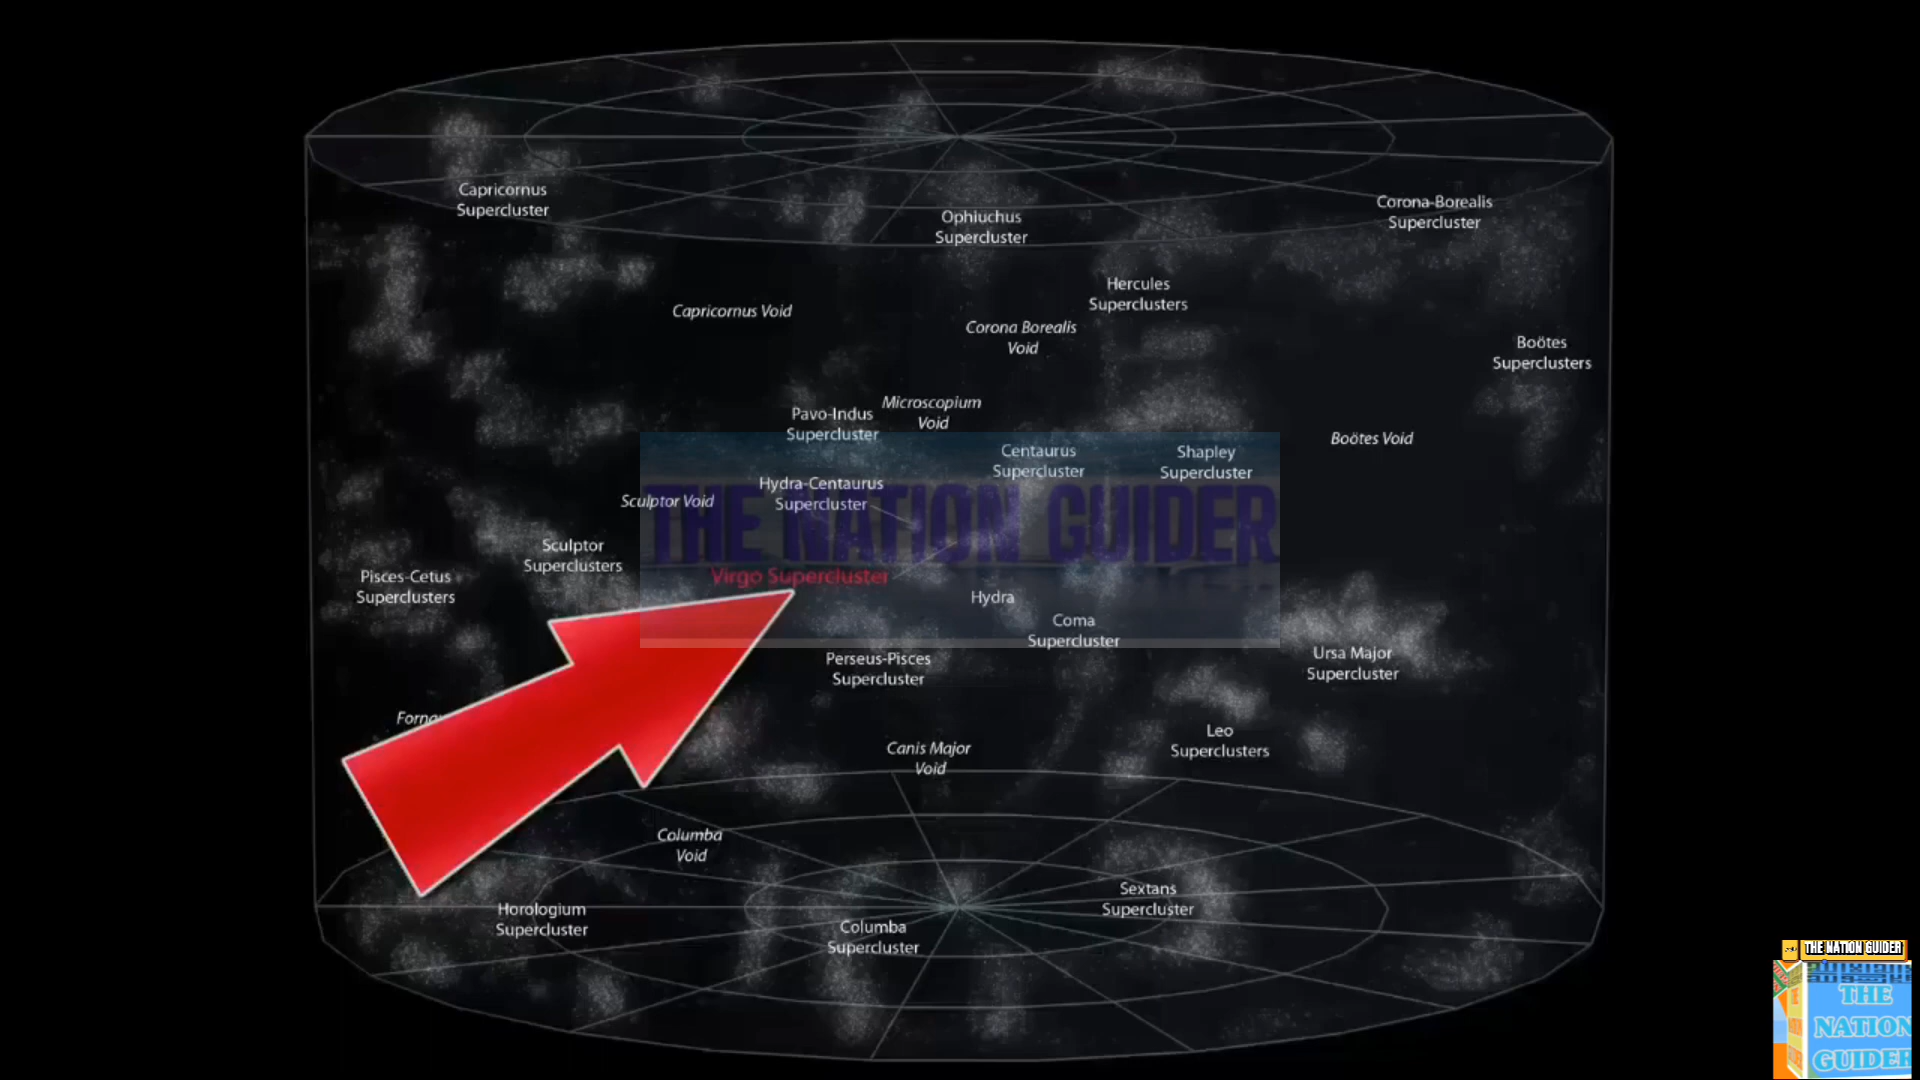 Capricornus
Supercluster
Ophiuchus
Supercluster
Corona-Borealis
Supercluster
Hercules
Superclusters
Capricornus Void
Corona Borealis
Void
Boötes
Superclusters
Microscopium
Void
Pavo-Indus
Supercluster
Boötes Void
Centaurus
Supercluster
Shapley
Supercluster
Hydra-Centaurus
Supercluster
Sculptor Void
THE NATION GUIDER
Sculptor
Superclusters
Virgo Supercluster
Pisces-Cetus
Superclusters
Hydra
Coma
Supercluster
Perseus-Pisces
Supercluster
Ursa Major
Supercluster
Leo
Superclusters
Canis Major
Void
Columba
Void
Sextans
Supercluster
Horologium
Supercluster
Columba
Supercluster
THE NATION GUIDER
THE
NATION
GUIDER